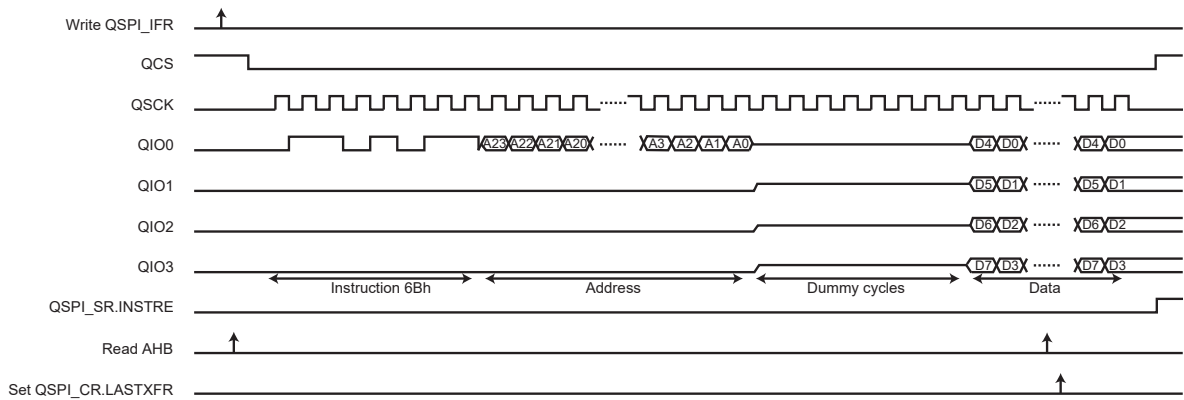 Write QSPI_IFR
QCS
QSCK
QIO0 A23 A22 A21 A20 A3 A2 A1 A0 D4 D0 D4 D0
QIO1 D5 D1 D5 D1
QIO2 D6 D2 D6 D2
QIO3 D7 D3 D7 D3
Instruction 6Bh Address Dummy cycles Data
QSPI_SR.INSTRE
Read AHB
Set QSPI_CR.LASTXFR